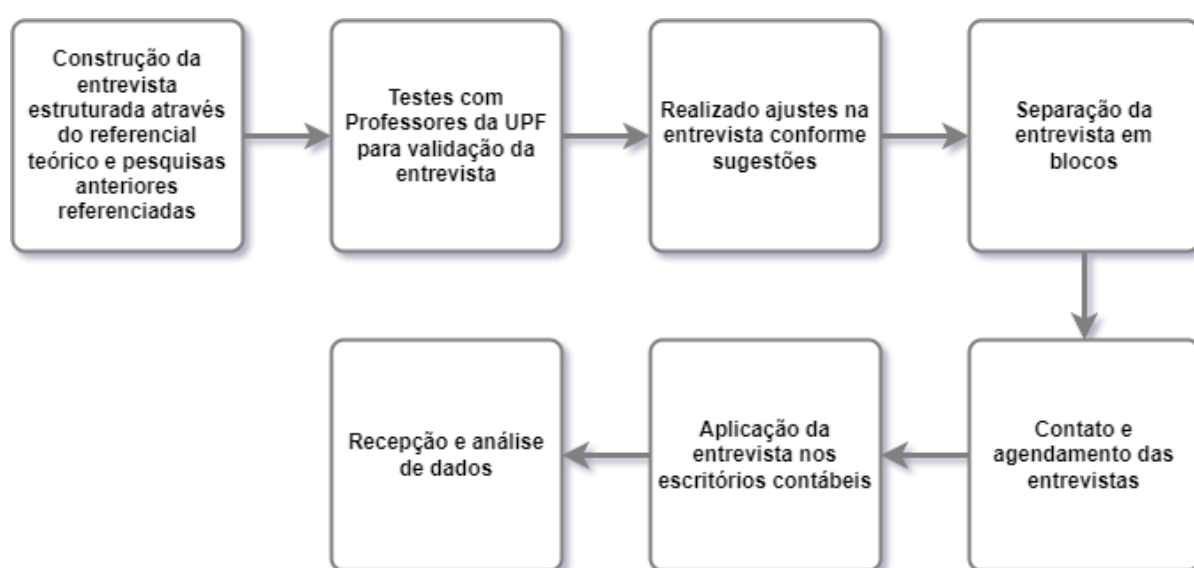 Construção da
entrevista
estruturada através
do referencial
teórico e pesquisas
anteriores
referenciadas
Testes com
Professores da UPF
para validação da
entrevista
Realizado ajustes na
entrevista conforme
sugestões
Separação da
entrevista em
blocos
Contato e
agendamento das
entrevistas
Aplicação da
entrevista nos
escritórios contábeis
Recepção e análise
de dados